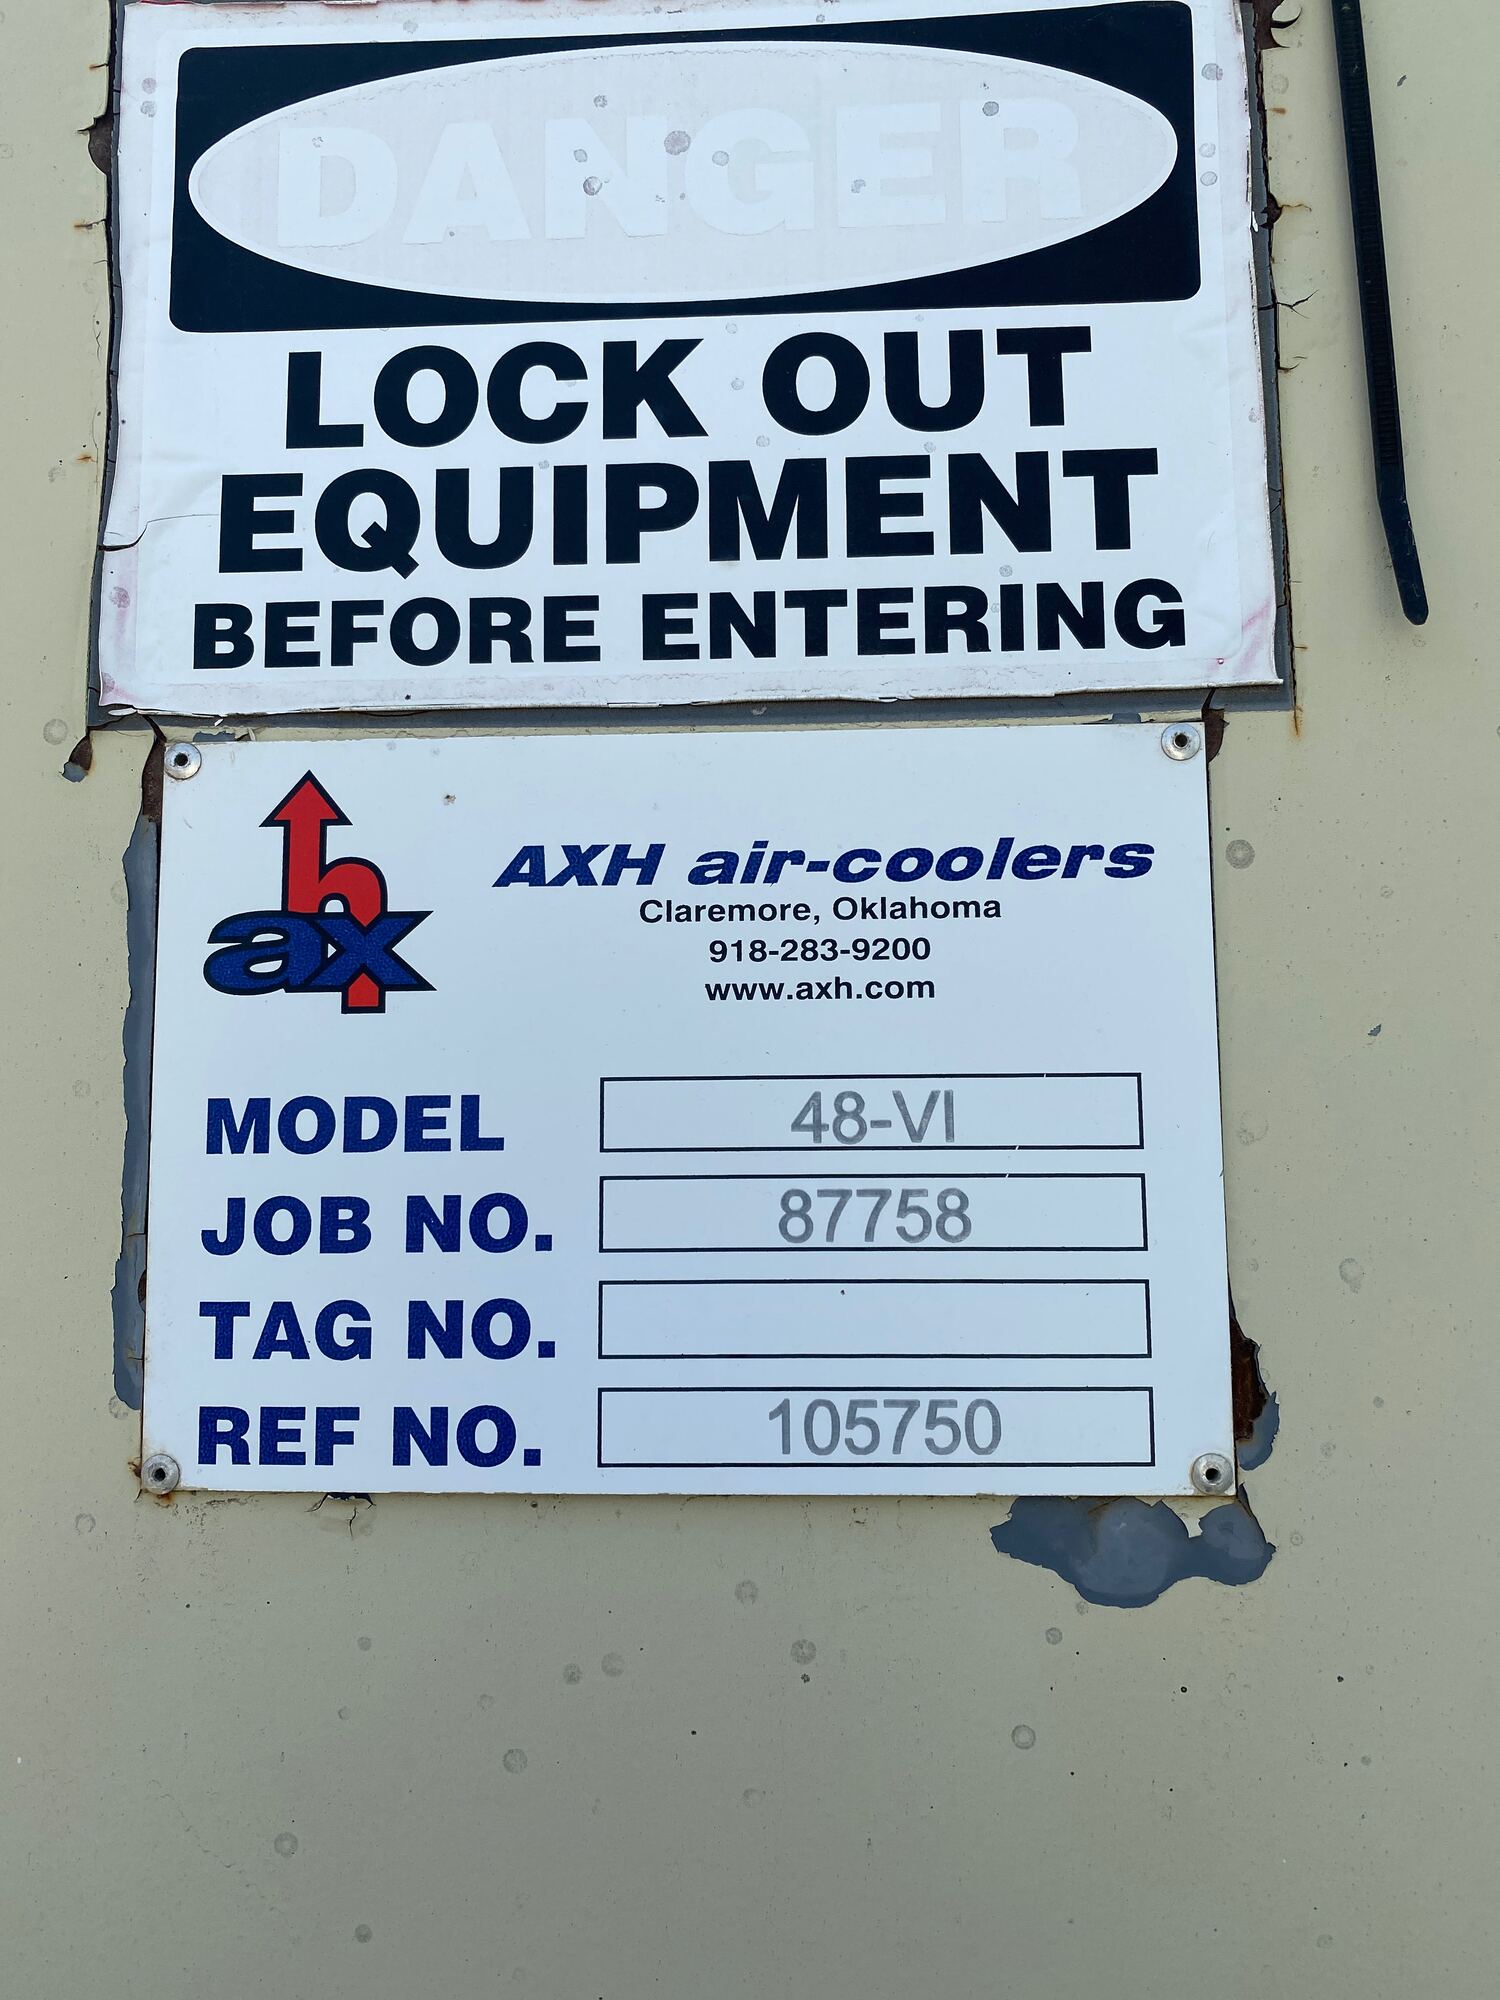 DANGER
LOCK OUT
EQUIPMENT
BEFORE ENTERING
axh
AXH air-coolers
Claremore, Oklahoma
918-283-9200
www.axh.com
MODEL 48-VI
JOB NO. 87758
TAG NO.
REF NO. 105750